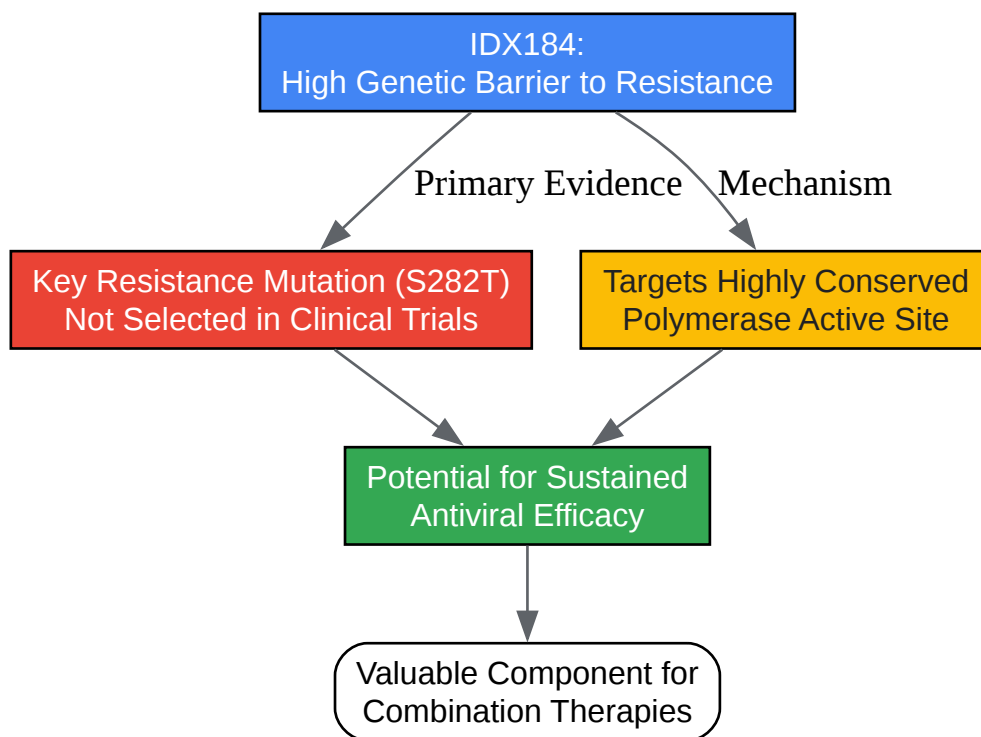 IDX184:
High Genetic Barrier to Resistance
Primary Evidence
Mechanism
Key Resistance Mutation (S282T)
Not Selected in Clinical Trials
Targets Highly Conserved
Polymerase Active Site
Potential for Sustained
Antiviral Efficacy
Valuable Component for
Combination Therapies